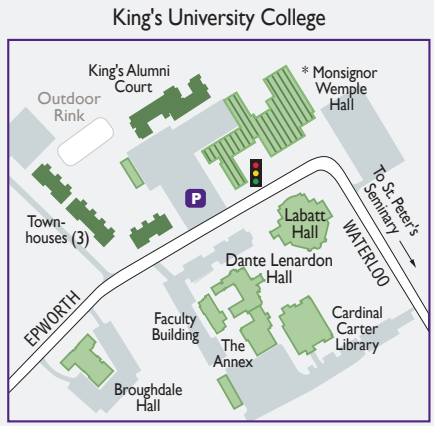 King's University College
King's Alumni
Court
* Monsignor
Wemple
Hall
Outdoor
Rink
To St. Peter's
Seminary
P
Town-
houses (3)
Labatt
Hall
WATERLOO
Dante Lenardon
Hall
EPWORTH
Faculty
Building
The
Annex
Cardinal
Carter
Library
Broughdale
Hall